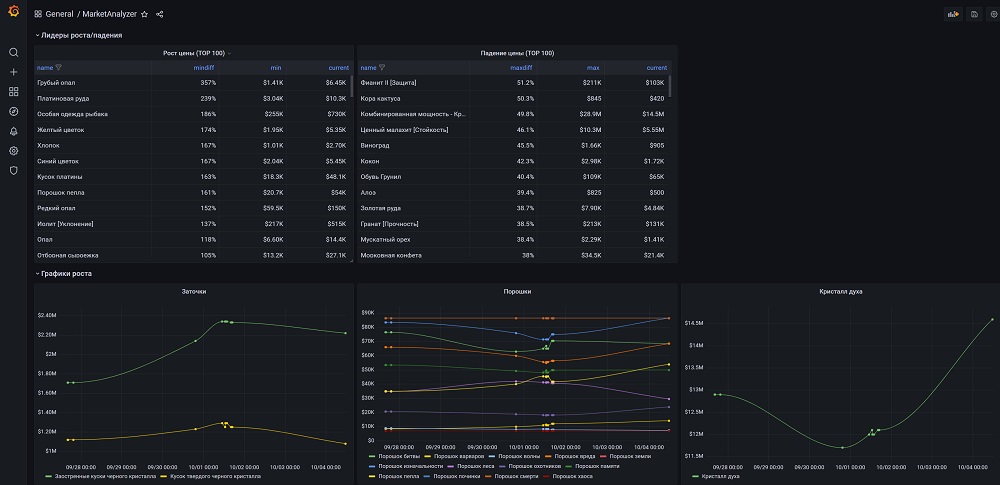 General / MarketAnalyzer
Лидеры роста/падения
Рост цены (TOP 100)
name mindiff min current
Грубый опал 357% $1.41K $6.45K
Платиновая руда 239% $3.04K $10.3K
Особая одежда рыбака 186% $255K $730K
Желтый цветок 174% $1.95K $5.35K
Хлопок 167% $1.01K $2.70K
Синий цветок 167% $2.04K $5.45K
Кусок платины 163% $18.3K $48.1K
Порошок пепла 161% $20.7K $54K
Редкий опал 152% $59.5K $150K
Иолит [Уклонение] 137% $217K $515K
Опал 118% $6.60K $14.4K
Отборная сыроежка 105% $13.2K $27.1K
Падение цены (TOP 100)
name maxdiff max current
Фианит II [Защита] 51.2% $211K $103K
Кора кактуса 50.3% $845 $420
Комбинированная мощность - Кр... 49.8% $28.9M $14.5M
Ценный малахит [Стойкость] 46.1% $10.3M $5.55M
Виноград 45.5% $1.66K $905
Кокон 42.3% $2.98K $1.72K
Обувь Грунил 40.4% $109K $65K
Алоэ 39.4% $825 $500
Золотая руда 38.7% $7.90K $4.84K
Гранат [Прочность] 38.5% $213K $131K
Мускатный орех 38.4% $2.29K $1.41K
Морковная конфета 38% $34.5K $21.4K
Графики роста
Заточки
$2.40M
$2.20M
$2M
$1.80M
$1.60M
$1.40M
$1.20M
$1M
09/28 00:00 09/29 00:00 09/30 00:00 10/01 00:00 10/02 00:00 10/03 00:00 10/04 00:00
Заостренные куски черного кристалла Кусок твердого черного кристалла
Порошки
$90K
$80K
$70K
$60K
$50K
$40K
$30K
$20K
$10K
$0
09/28 00:00 09/29 00:00 09/30 00:00 10/01 00:00 10/02 00:00 10/03 00:00 10/04 00:00
Порошок битвы Порошок варваров Порошок волны Порошок вреда Порошок земли
Порошок изначальности Порошок леса Порошок охотников Порошок памяти
Порошок пепла Порошок починки Порошок смерти Порошок хаоса
Кристалл духа
$14.5M
$14M
$13.5M
$13M
$12.5M
$12M
$11.5M
09/28 00:00 09/29 00:00 09/30 00:00 10/01 00:00 10/02 00:00 10/03 00:00 10/04 00:00
Кристалл духа